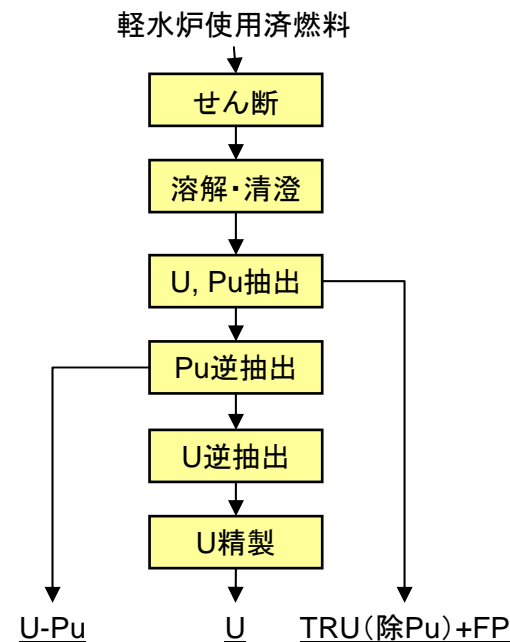 軽水炉使用済燃料
せん断
溶解・清澄
U, Pu抽出
Pu逆抽出
U逆抽出
U精製
U-Pu
U
TRU(除Pu)+FP